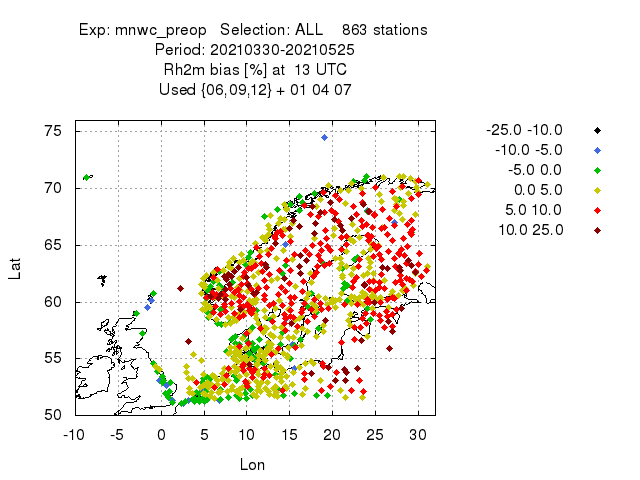 Exp: mnwc_preop Selection: ALL 863 stations
Period: 20210330-20210525
Rh2m bias [%] at 13 UTC
Used {06,09,12} + 01 04 07
75
70
65
60
55
50
Lat
-10 -5 0 5 10 15 20 25 30
Lon
-25.0 -10.0
-10.0 -5.0
-5.0 0.0
0.0 5.0
5.0 10.0
10.0 25.0